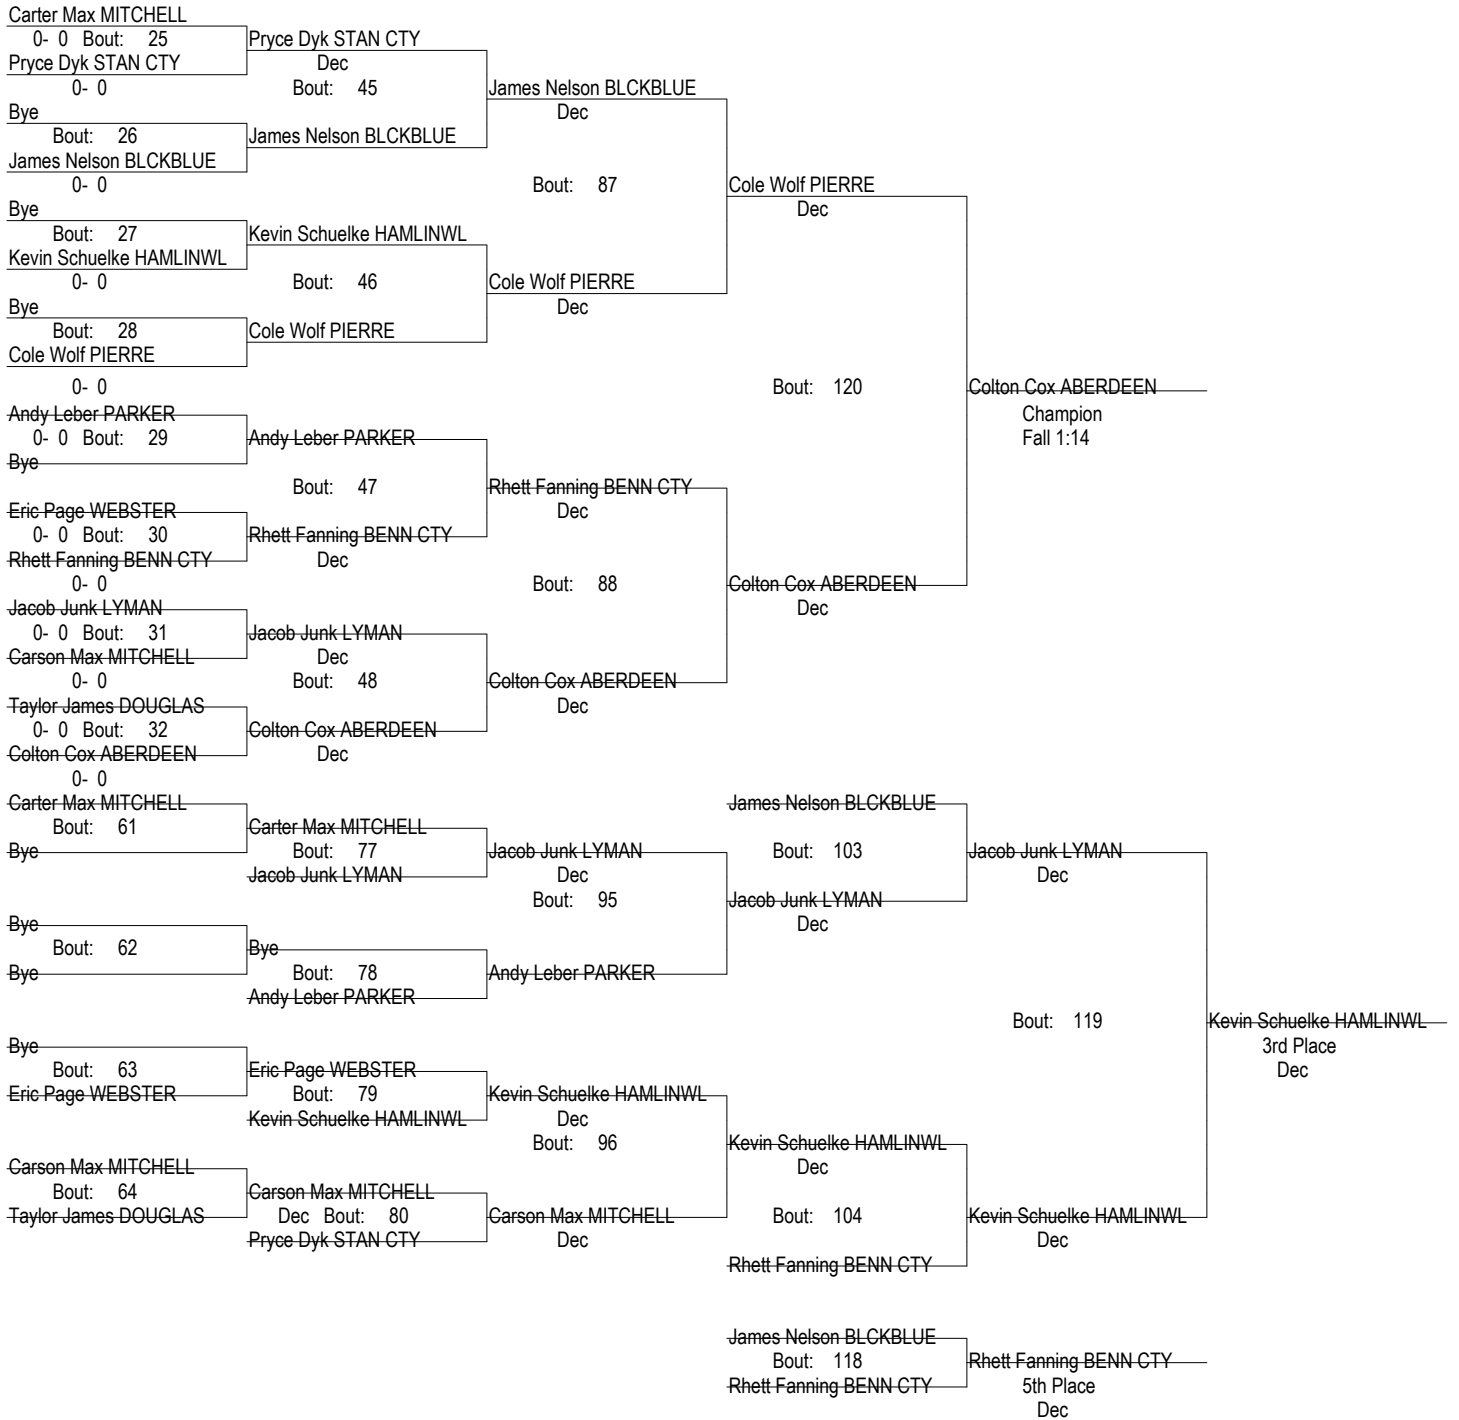 Carter Max MITCHELL
0- 0 Bout: 25
Pryce Dyk STAN CTY
Pryce Dyk STAN CTY
Dec
0- 0
Bout: 45
James Nelson BLCKBLUE
Bye
Dec
Bout: 26
James Nelson BLCKBLUE
James Nelson BLCKBLUE
0- 0
Bout: 87
Cole Wolf PIERRE
Bye
Dec
Bout: 27
Kevin Schuelke HAMLINWL
Kevin Schuelke HAMLINWL
0- 0
Bout: 46
Cole Wolf PIERRE
Bye
Dec
Bout: 28
Cole Wolf PIERRE
Cole Wolf PIERRE
0- 0
Bout: 120
Colton Cox ABERDEEN
Andy Leber PARKER
Champion
0- 0 Bout: 29
Andy Leber PARKER
Fall 1:14
Bye
Bout: 47
Rhett Fanning BENN CTY
Eric Page WEBSTER
Dec
0- 0 Bout: 30
Rhett Fanning BENN CTY
Rhett Fanning BENN CTY
Dec
0- 0
Bout: 88
Colton Cox ABERDEEN
Jacob Junk LYMAN
Dec
0- 0 Bout: 31
Jacob Junk LYMAN
Carson Max MITCHELL
Dec
0- 0
Bout: 48
Colton Cox ABERDEEN
Taylor James DOUGLAS
Dec
0- 0 Bout: 32
Colton Cox ABERDEEN
Colton Cox ABERDEEN
Dec
0- 0
Carter Max MITCHELL
James Nelson BLCKBLUE
Bout: 61
Carter Max MITCHELL
Bye
Bout: 77
Jacob Junk LYMAN
Bout: 103
Jacob Junk LYMAN
Jacob Junk LYMAN
Dec
Dec
Bout: 95
Jacob Junk LYMAN
Bye
Dec
Bout: 62
Bye
Bye
Bout: 78
Andy Leber PARKER
Andy Leber PARKER
Bout: 119
Kevin Schuelke HAMLINWL
Bye
3rd Place
Bout: 63
Eric Page WEBSTER
Dec
Eric Page WEBSTER
Bout: 79
Kevin Schuelke HAMLINWL
Kevin Schuelke HAMLINWL
Dec
Bout: 96
Kevin Schuelke HAMLINWL
Carson Max MITCHELL
Dec
Bout: 64
Carson Max MITCHELL
Taylor James DOUGLAS
Dec Bout: 80
Carson Max MITCHELL
Bout: 104
Kevin Schuelke HAMLINWL
Pryce Dyk STAN CTY
Dec
Dec
Rhett Fanning BENN CTY
James Nelson BLCKBLUE
Bout: 118
Rhett Fanning BENN CTY
Rhett Fanning BENN CTY
5th Place
Dec